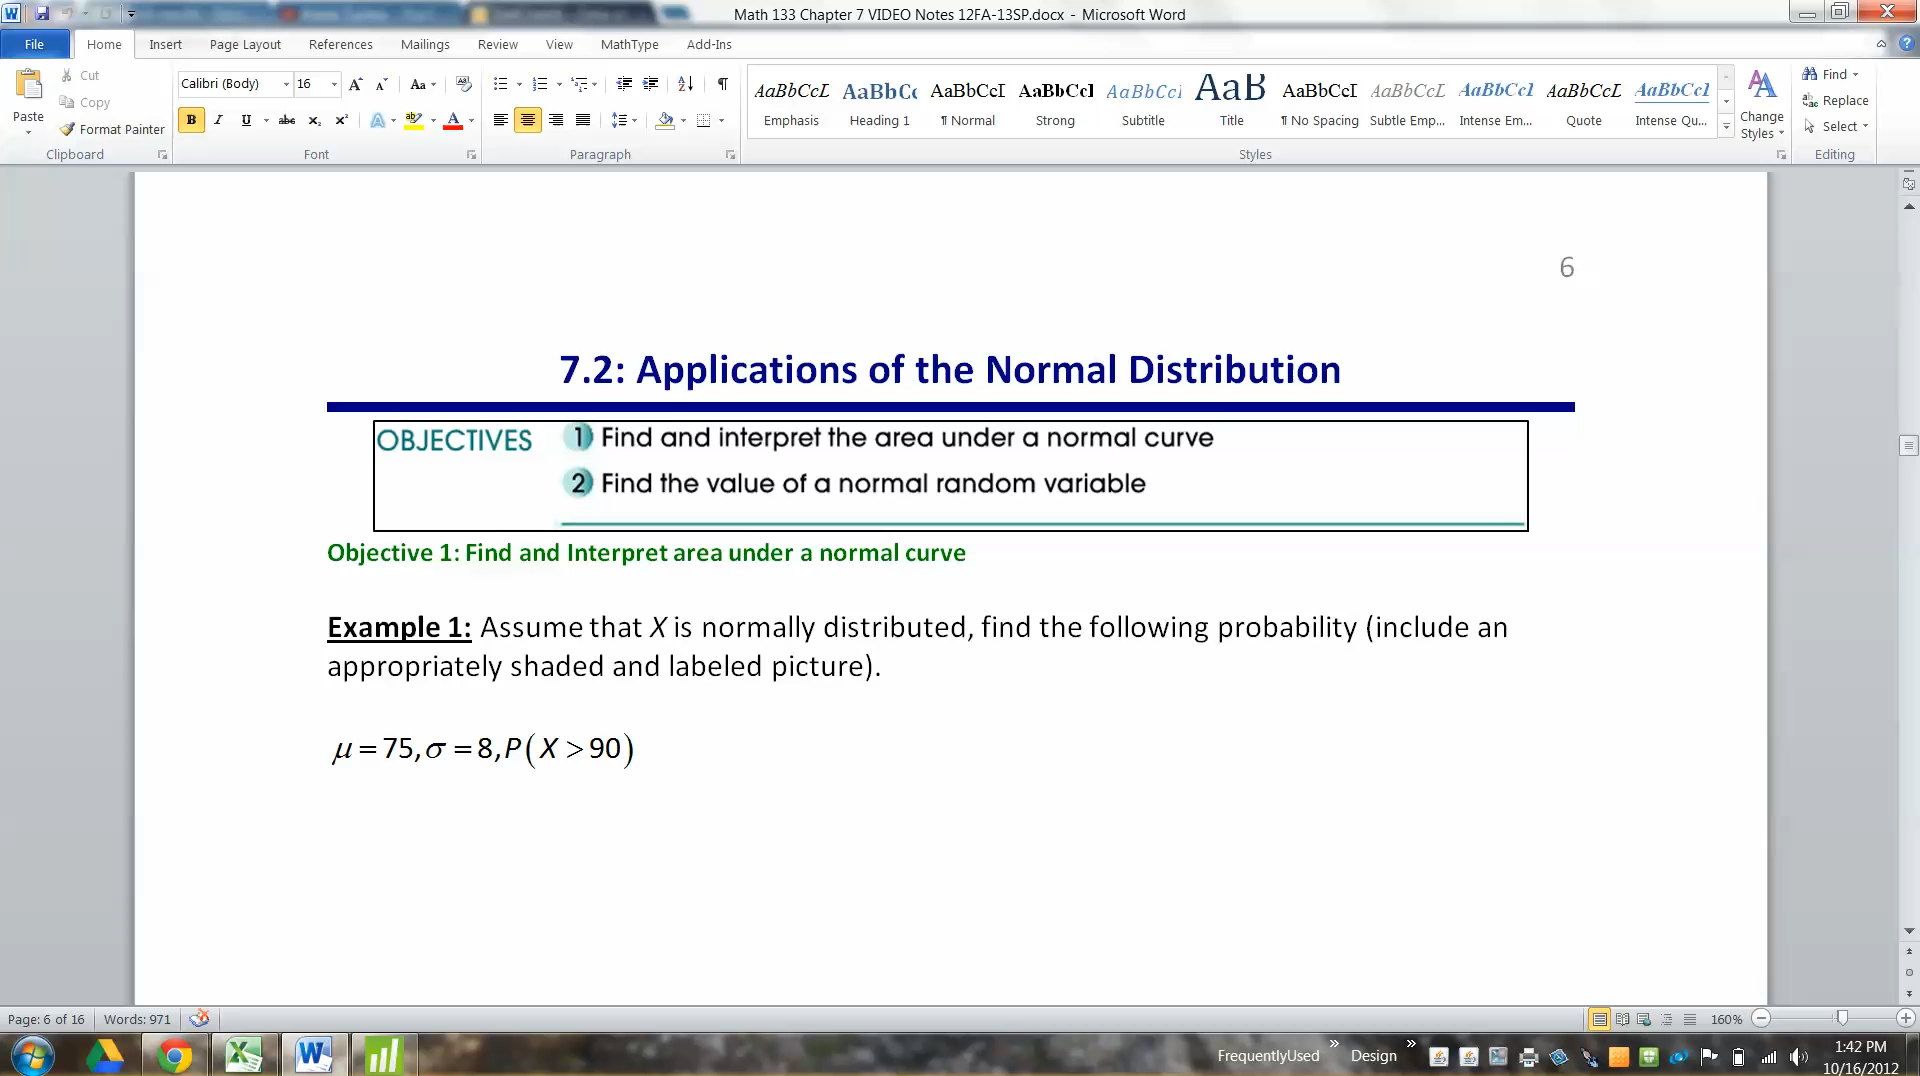 Math 133 Chapter 7 VIDEO Notes 12FA-13SP.docx - Microsoft Word
File Home Insert Page Layout References Mailings Review View MathType Add-Ins
Paste
Cut
Copy
Format Painter
Clipboard
Calibri (Body) 16
Font
Paragraph
AaBbCcL AaBbCc AaBbCcI AaBbCcI AaBbCcI AaB AaBbCcI AaBbCcL AaBbCcI AaBbCcL AaBbCcI
Emphasis Heading 1 ¶ Normal Strong Subtitle Title ¶ No Spacing Subtle Emp... Intense Em... Quote Intense Qu...
Styles
Change
Styles
Find
Replace
Select
Editing
6
7.2: Applications of the Normal Distribution
OBJECTIVES 1 Find and interpret the area under a normal curve
2 Find the value of a normal random variable
Objective 1: Find and Interpret area under a normal curve
Example 1: Assume that X is normally distributed, find the following probability (include an
appropriately shaded and labeled picture).
μ = 75, σ = 8, P(X > 90)
Page: 6 of 16 Words: 971 160%
FrequentlyUsed » Design »
1:42 PM
10/16/2012